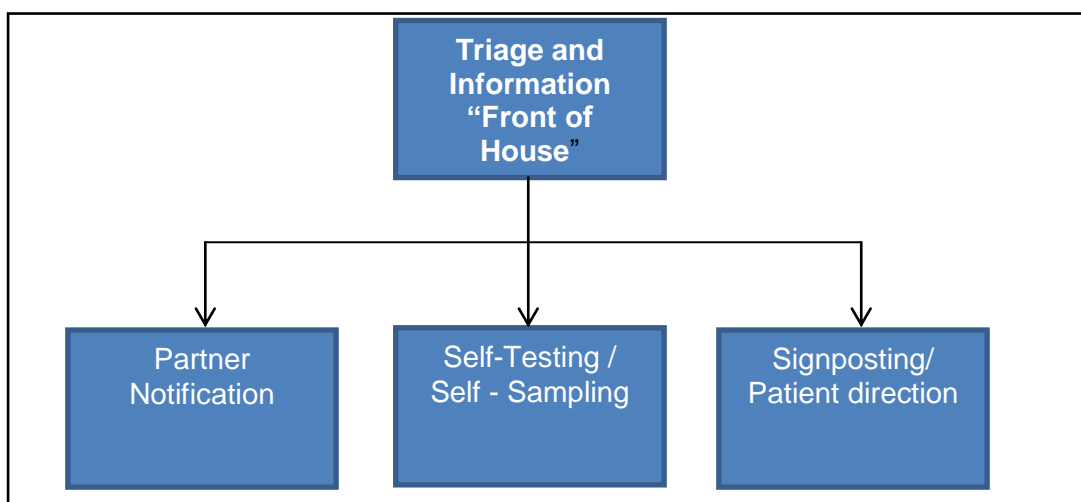 Triage and
Information
“Front of
House”
Partner
Notification
Self-Testing /
Self - Sampling
Signposting/
Patient direction